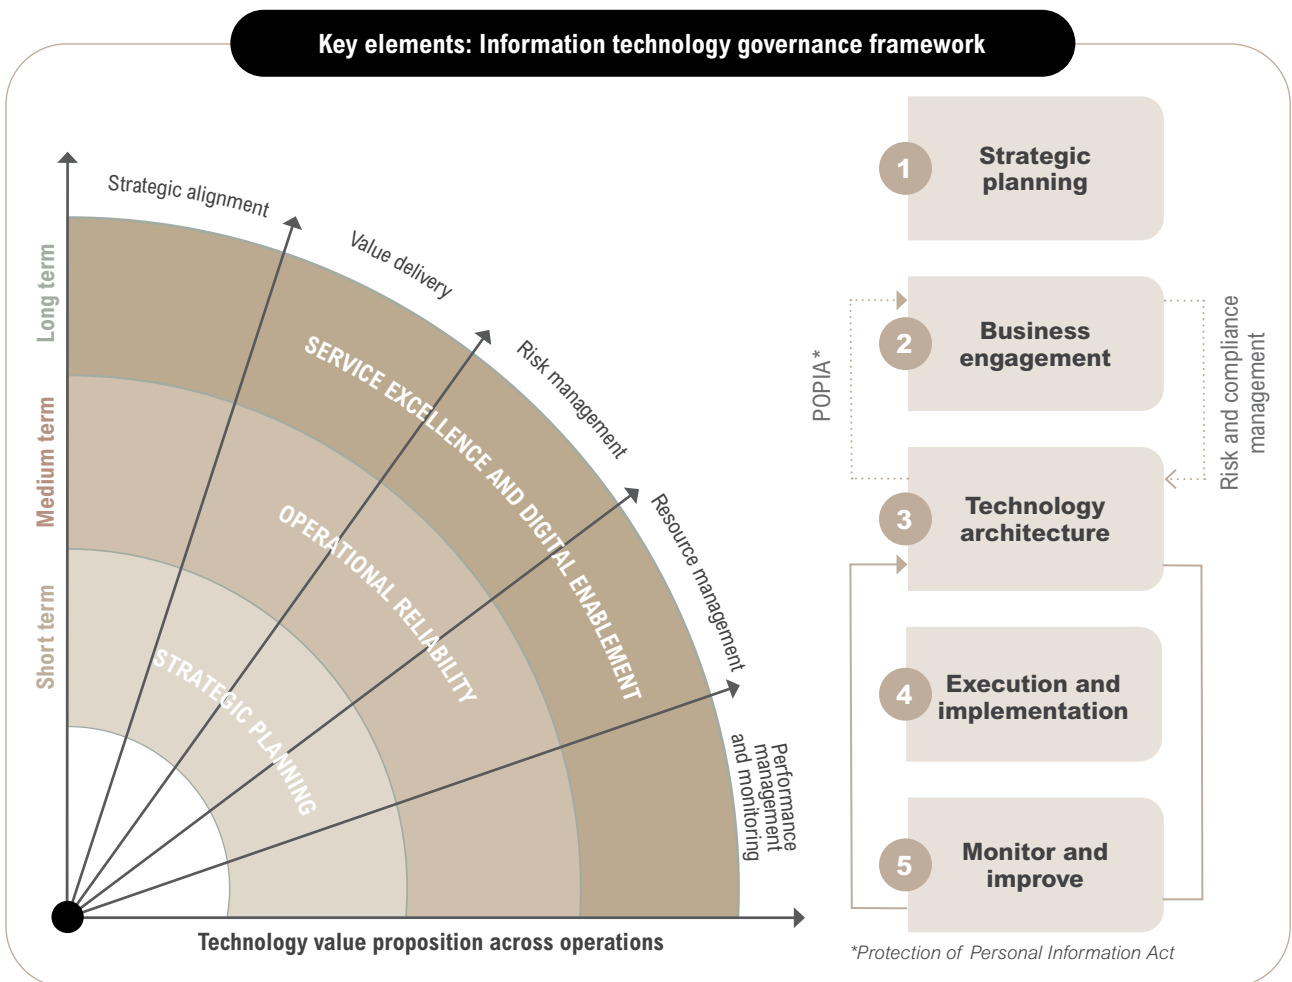 Key elements: Information technology governance framework
Long term
Medium term
Short term
Strategic alignment
Value delivery
Risk management
Resource management
Performance
management
and monitoring
SERVICE EXCELLENCE AND DIGITAL ENABLEMENT
OPERATIONAL RELIABILITY
STRATEGIC PLANNING
Technology value proposition across operations
1
Strategic
planning
2
Business
engagement
POPIA*
Risk and compliance
management
3
Technology
architecture
4
Execution and
implementation
5
Monitor and
improve
*Protection of Personal Information Act